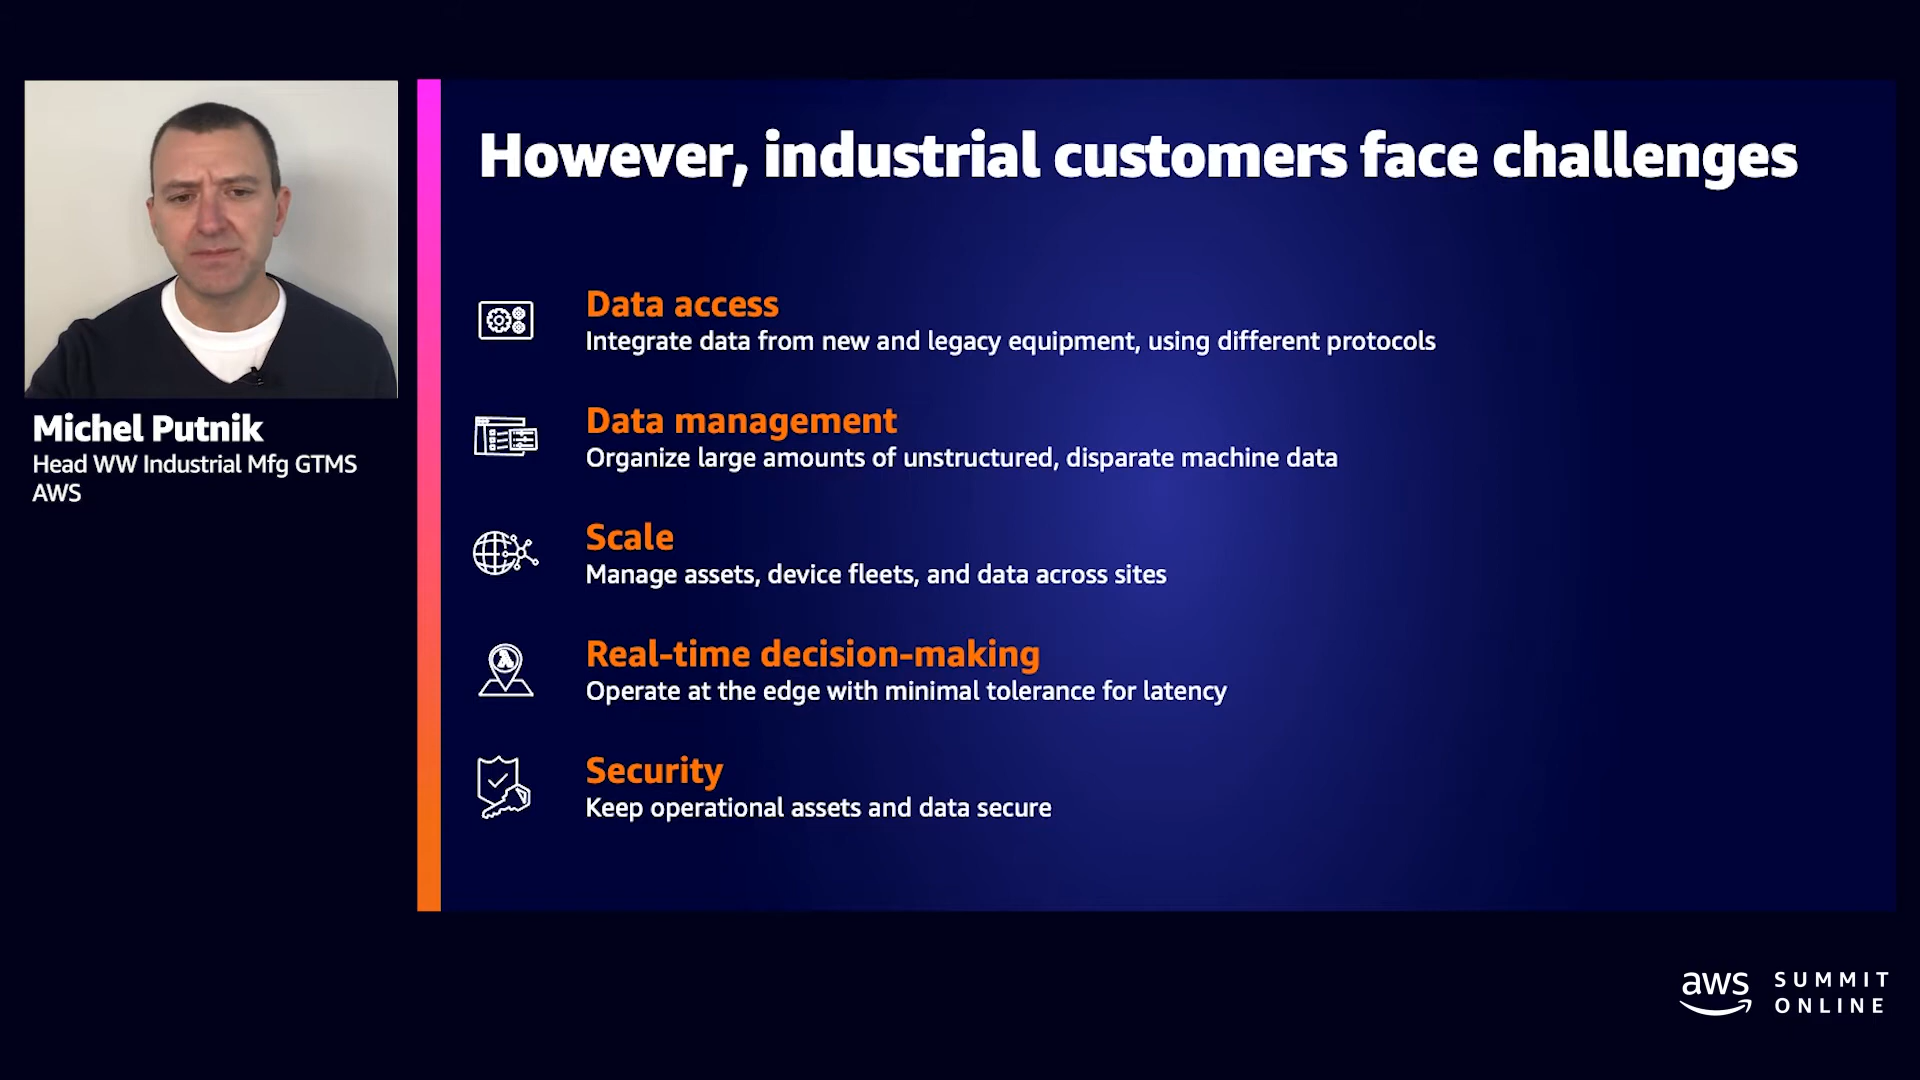 However, industrial customers face challenges
Michel Putnik
Head WW Industrial Mfg GTMS
AWS
Data access
Integrate data from new and legacy equipment, using different protocols
Data management
Organize large amounts of unstructured, disparate machine data
Scale
Manage assets, device fleets, and data across sites
Real-time decision-making
Operate at the edge with minimal tolerance for latency
Security
Keep operational assets and data secure
aws
SUMMIT
ONLINE